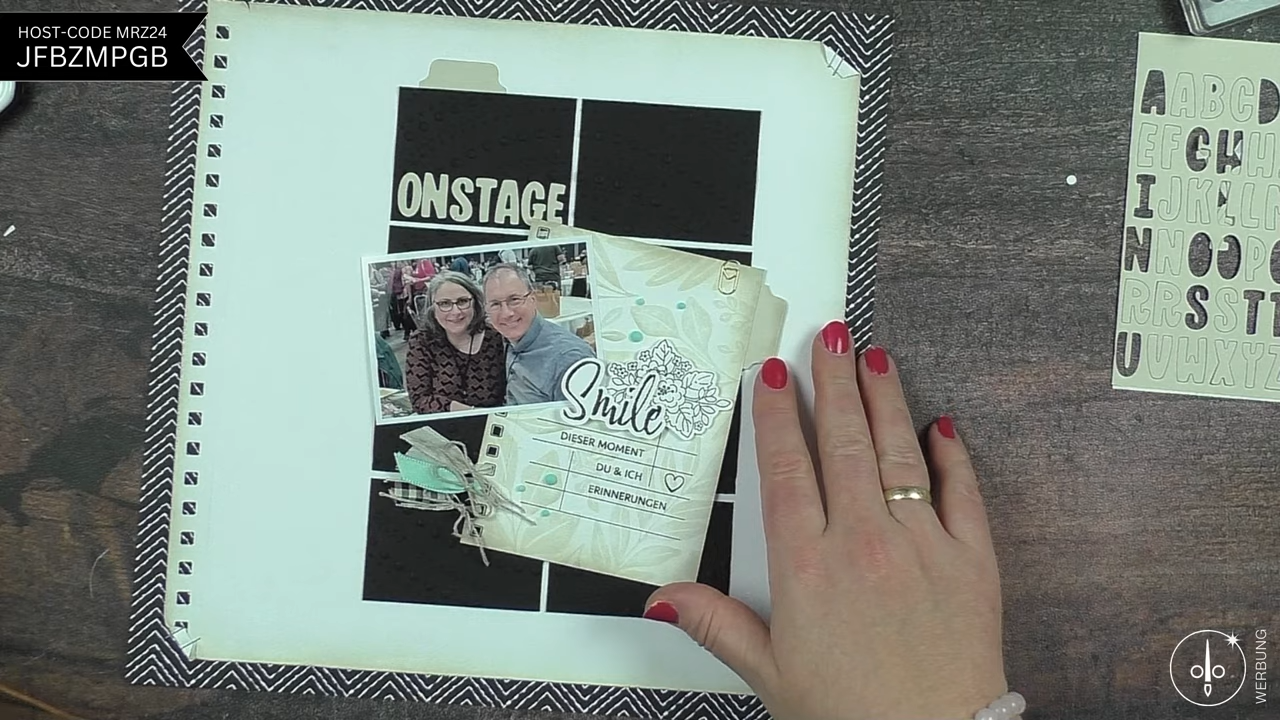 HOST-CODE MRZ24
JFBZMPGB
ONSTAGE
Smile
DIESER MOMENT
DU & ICH
ERINNERUNGEN
WERBUNG